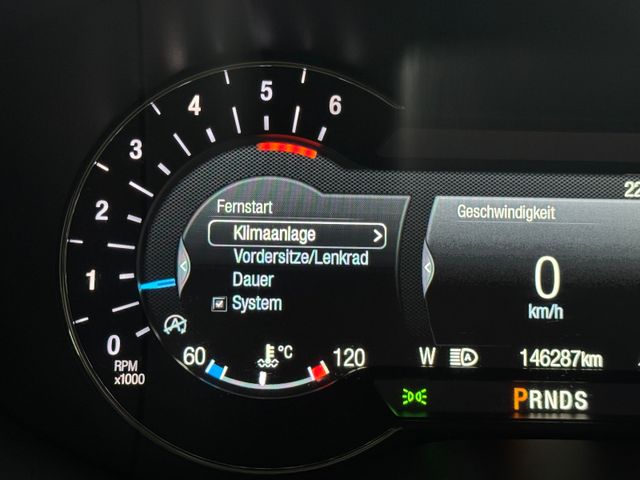 6
5
4
3
2
1
0
RPM
x1000
Fernstart
Klimaanlage >
Vordersitze/Lenkrad
Dauer
System
60 °C 120
22
Geschwindigkeit
0
km/h
W A 146287km
PRNDS